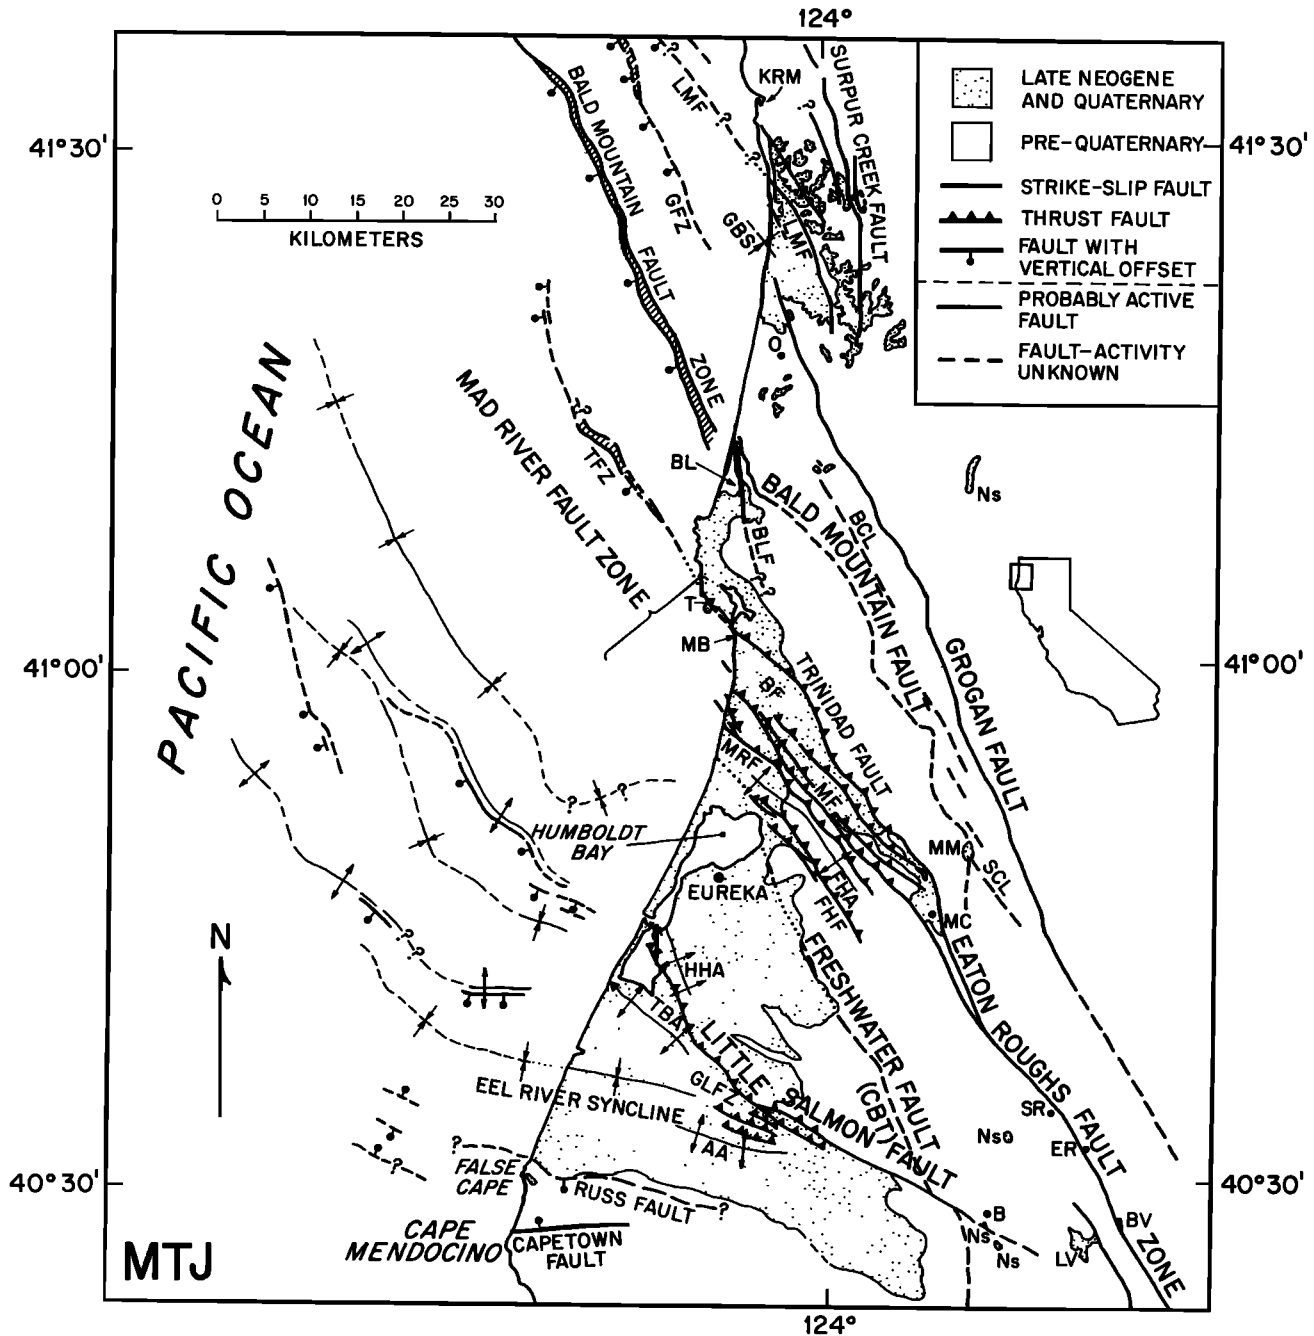 124°
LATE NEOGENE
AND QUATERNARY
PRE-QUATERNARY
STRIKE-SLIP FAULT
THRUST FAULT
FAULT WITH
VERTICAL OFFSET
PROBABLY ACTIVE
FAULT
FAULT-ACTIVITY
UNKNOWN
41°30'
41°30'
0 5 10 15 20 25 30
KILOMETERS
BALD MOUNTAIN FAULT ZONE
?
LMF
?
?
GFZ
KRM
?
SURPUR CREEK FAULT
GBS
LMF
O
PACIFIC OCEAN
MAD RIVER FAULT ZONE
?
TFZ
BL
BLF
? ?
BALD MOUNTAIN FAULT
BCL
Ns
GROGAN FAULT
T
MB
41°00'
41°00'
BF
TRINIDAD FAULT
MRF
MF
? ?
HUMBOLDT
BAY
EUREKA
FHA
FHF
MM
SCL
MC
N
? ?
HHA
TBA
FRESHWATER FAULT
(CBT)
EATON ROUGHS FAULT ZONE
LITTLE SALMON FAULT
GLF
EEL RIVER SYNCLINE
AA
SR
Ns
ER
?
?
FALSE
CAPE
40°30'
40°30'
RUSS FAULT
?
CAPE
MENDOCINO
CAPETOWN
FAULT
B
Ns
Ns
BV
LV
MTJ
124°